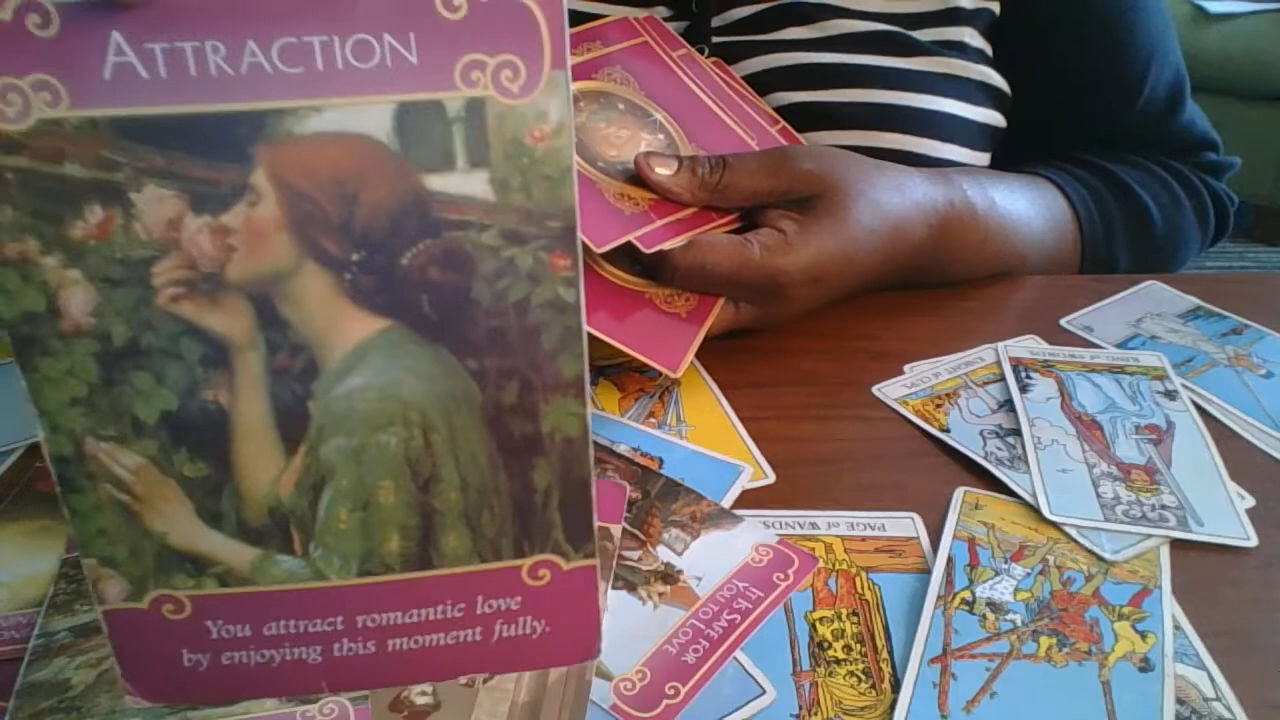 ATTRACTION
You attract romantic love
by enjoying this moment fully.
KNIGHT of CUPS.
KING of SWORDS.
PAGE of WANDS.
IT IS SAFE FOR
YOU TO LOVE